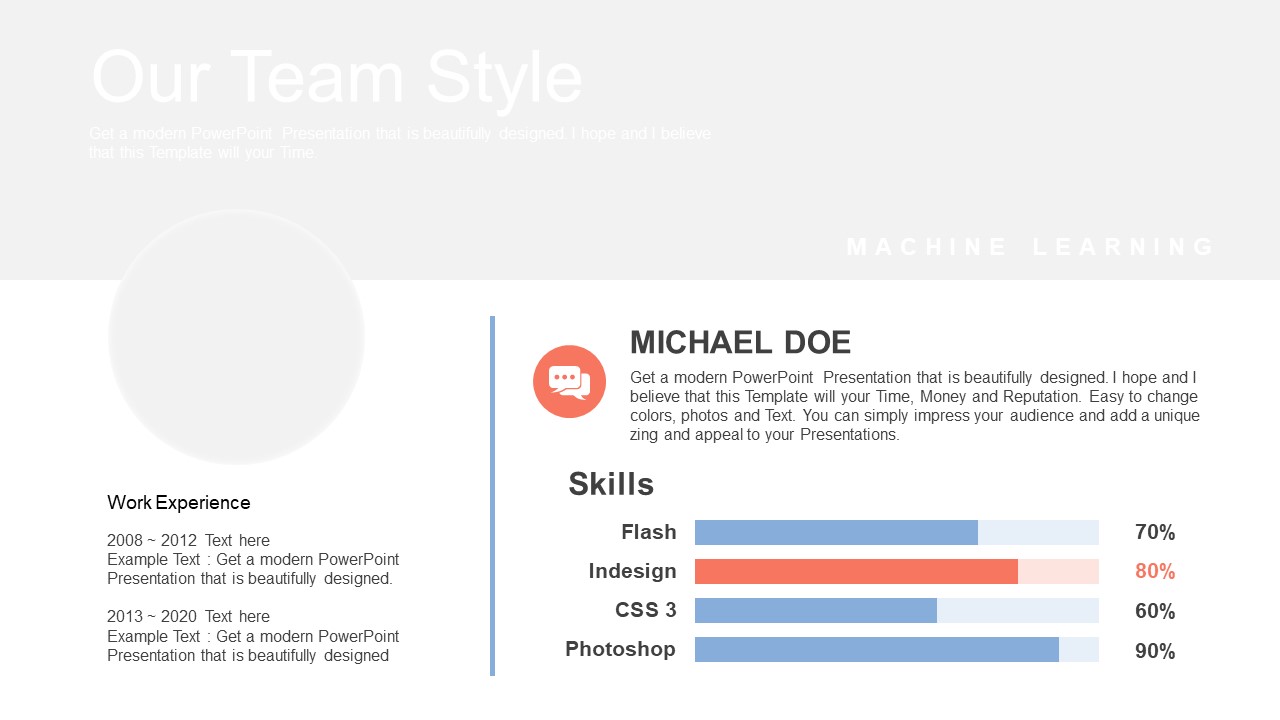 Our Team Style
Get a modern PowerPoint Presentation that is beautifully designed. I hope and I believe
that this Template will your Time.
MACHINE LEARNING
MICHAEL DOE
Get a modern PowerPoint Presentation that is beautifully designed. I hope and I
believe that this Template will your Time, Money and Reputation. Easy to change
colors, photos and Text. You can simply impress your audience and add a unique
zing and appeal to your Presentations.
Work Experience
2008 ~ 2012 Text here
Example Text : Get a modern PowerPoint
Presentation that is beautifully designed.
2013 ~ 2020 Text here
Example Text : Get a modern PowerPoint
Presentation that is beautifully designed
Skills
Flash 70%
Indesign 80%
CSS 3 60%
Photoshop 90%